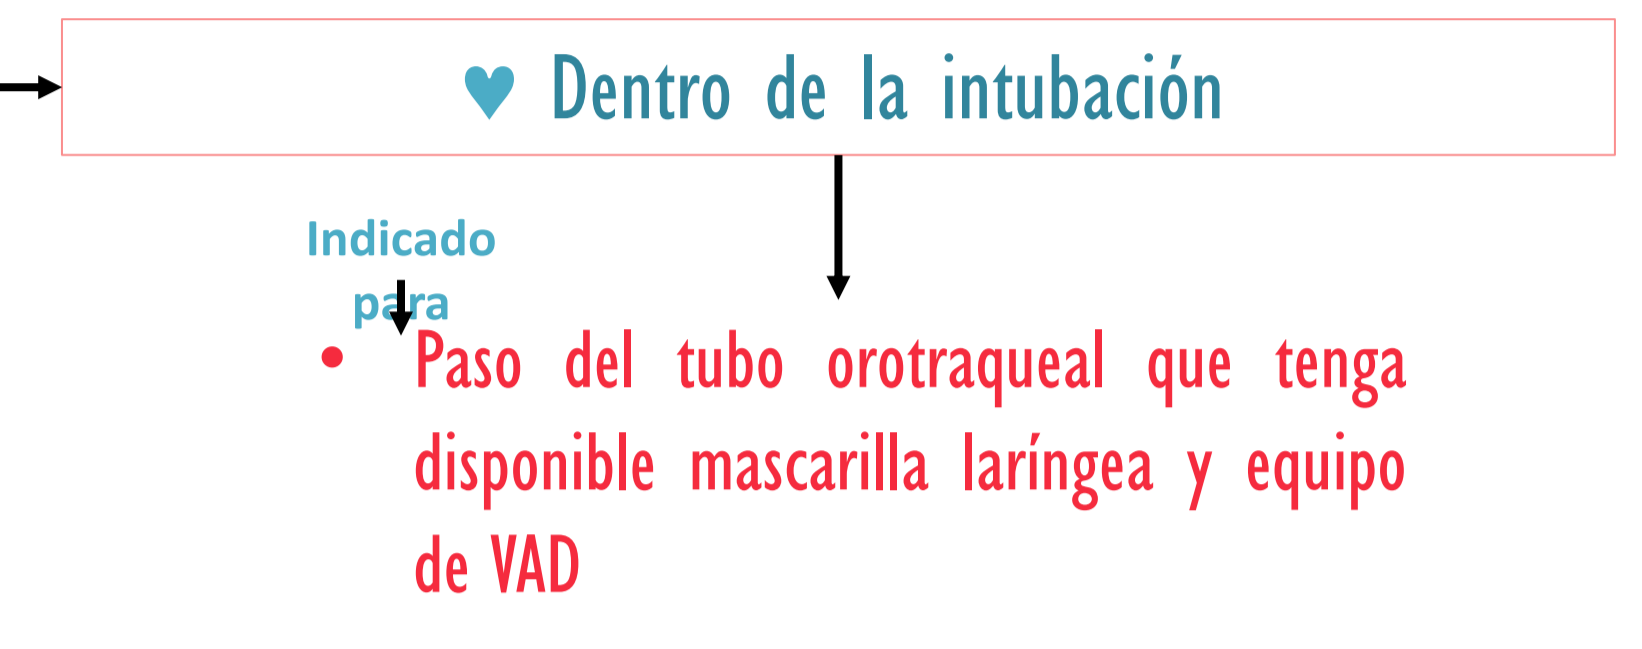 ♥ Dentro de la intubación
Indicado
para
• Paso del tubo orotraqueal que tenga
disponible mascarilla laríngea y equipo
de VAD